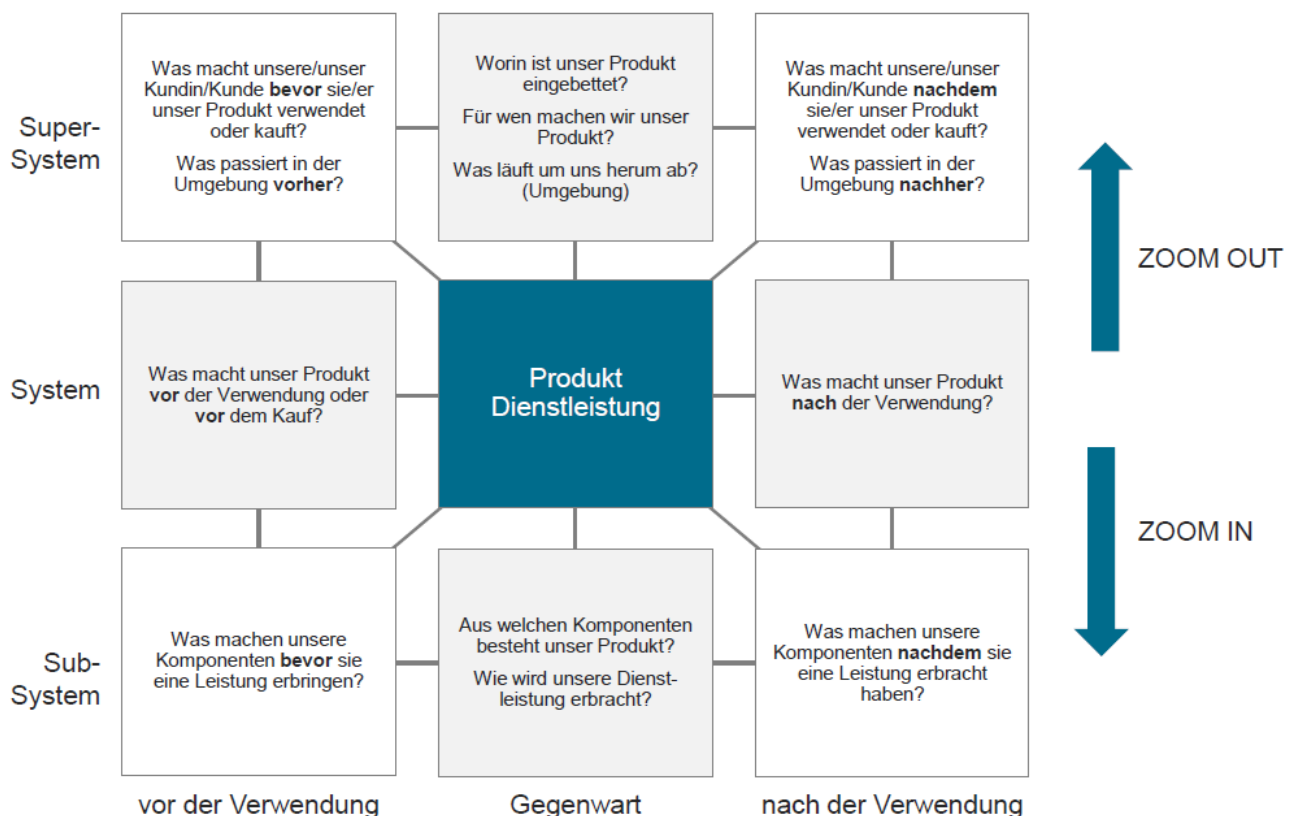 Super-
System
Was macht unsere/unser
Kundin/Kunde bevor sie/er
unser Produkt verwendet
oder kauft?
Was passiert in der
Umgebung vorher?
Worin ist unser Produkt
eingebettet?
Für wen machen wir unser
Produkt?
Was läuft um uns herum ab?
(Umgebung)
Was macht unsere/unser
Kundin/Kunde nachdem
sie/er unser Produkt
verwendet oder kauft?
Was passiert in der
Umgebung nachher?
ZOOM OUT
System
Was macht unser Produkt
vor der Verwendung oder
vor dem Kauf?
Produkt
Dienstleistung
Was macht unser Produkt
nach der Verwendung?
ZOOM IN
Sub-
System
Was machen unsere
Komponenten bevor sie
eine Leistung erbringen?
Aus welchen Komponenten
besteht unser Produkt?
Wie wird unsere Dienst-
leistung erbracht?
Was machen unsere
Komponenten nachdem sie
eine Leistung erbracht
haben?
vor der Verwendung
Gegenwart
nach der Verwendung